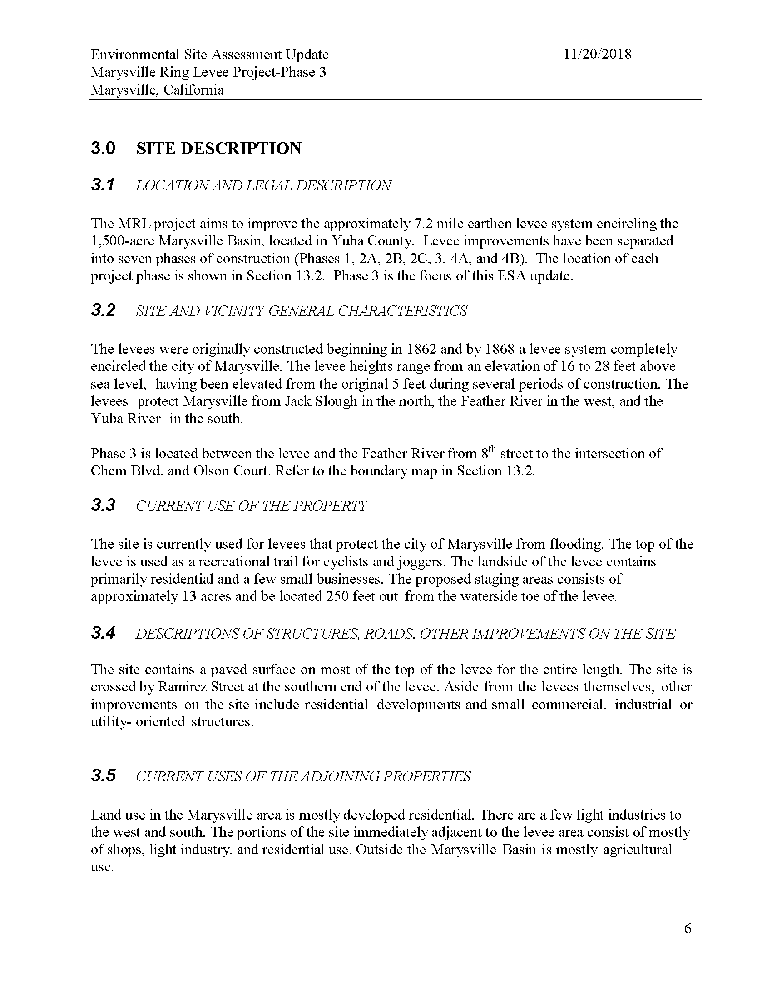 Environmental Site Assessment Update 11/20/2018
Marysville Ring Levee Project-Phase 3
Marysville, California
3.0 SITE DESCRIPTION
3.1 LOCATION AND LEGAL DESCRIPTION
The MRL project aims to improve the approximately 7.2 mile earthen levee system encircling the
1,500-acre Marysville Basin, located in Yuba County. Levee improvements have been separated
into seven phases of construction (Phases 1, 2A, 2B, 2C, 3, 4A, and 4B). The location of each
project phase is shown in Section 13.2. Phase 3 is the focus of this ESA update.
3.2 SITE AND VICINITY GENERAL CHARACTERISTICS
The levees were originally constructed beginning in 1862 and by 1868 a levee system completely
encircled the city of Marysville. The levee heights range from an elevation of 16 to 28 feet above
sea level, having been elevated from the original 5 feet during several periods of construction. The
levees protect Marysville from Jack Slough in the north, the Feather River in the west, and the
Yuba River in the south.
Phase 3 is located between the levee and the Feather River from 8th street to the intersection of
Chem Blvd. and Olson Court. Refer to the boundary map in Section 13.2.
3.3 CURRENT USE OF THE PROPERTY
The site is currently used for levees that protect the city of Marysville from flooding. The top of the
levee is used as a recreational trail for cyclists and joggers. The landside of the levee contains
primarily residential and a few small businesses. The proposed staging areas consists of
approximately 13 acres and be located 250 feet out from the waterside toe of the levee.
3.4 DESCRIPTIONS OF STRUCTURES, ROADS, OTHER IMPROVEMENTS ON THE SITE
The site contains a paved surface on most of the top of the levee for the entire length. The site is
crossed by Ramirez Street at the southern end of the levee. Aside from the levees themselves, other
improvements on the site include residential developments and small commercial, industrial or
utility- oriented structures.
3.5 CURRENT USES OF THE ADJOINING PROPERTIES
Land use in the Marysville area is mostly developed residential. There are a few light industries to
the west and south. The portions of the site immediately adjacent to the levee area consist of mostly
of shops, light industry, and residential use. Outside the Marysville Basin is mostly agricultural
use.
6